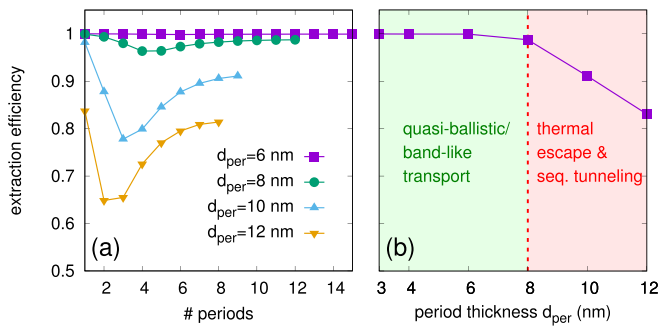 extraction efficiency
1
0.9
0.8
0.7
0.6
0.5
d_per=6 nm
d_per=8 nm
d_per=10 nm
d_per=12 nm
(a)
2 4 6 8 10 12 14
# periods
quasi-ballistic/
band-like
transport
thermal
escape &
seq. tunneling
(b)
3 4 6 8 10 12
period thickness d_per (nm)